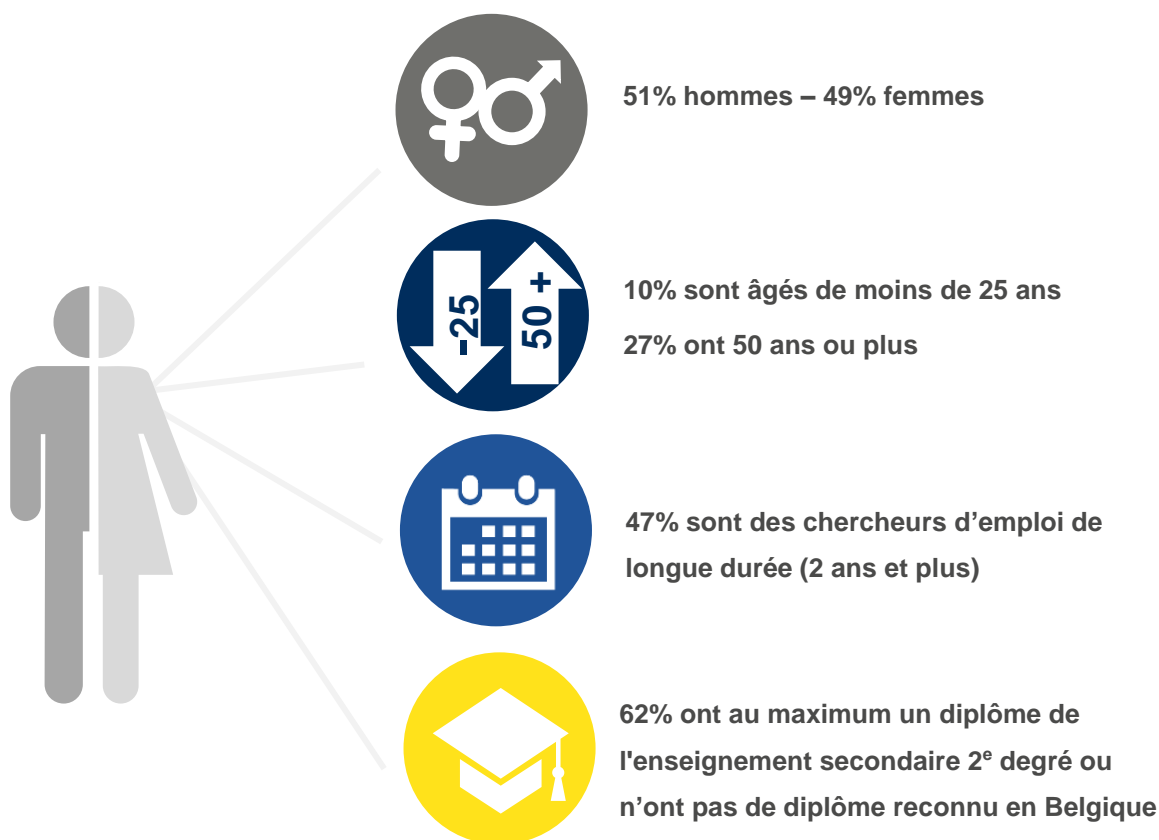 51% hommes – 49% femmes
-25
50 +
10% sont âgés de moins de 25 ans
27% ont 50 ans ou plus
47% sont des chercheurs d’emploi de
longue durée (2 ans et plus)
62% ont au maximum un diplôme de
l'enseignement secondaire 2e degré ou
n’ont pas de diplôme reconnu en Belgique